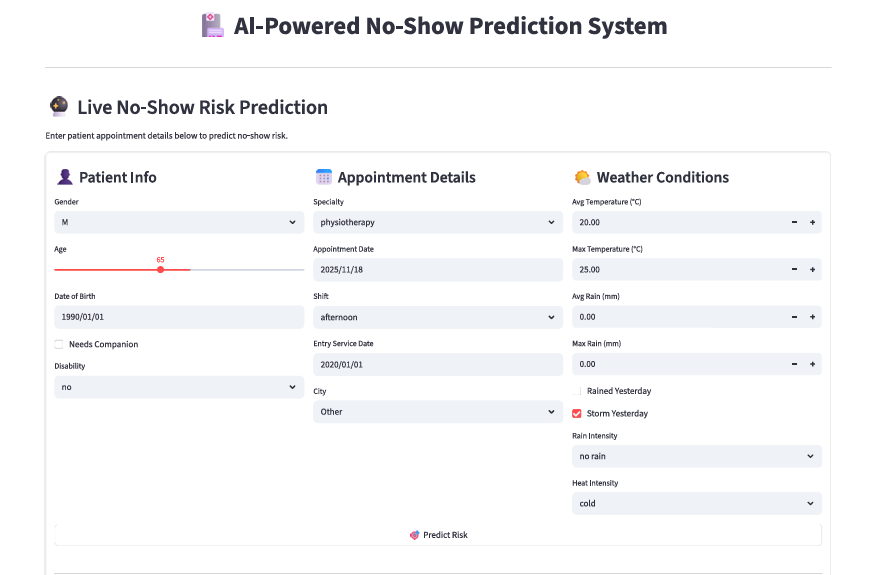 AI-Powered No-Show Prediction System
Live No-Show Risk Prediction
Enter patient appointment details below to predict no-show risk.
Patient Info
Gender
M
Age
65
Date of Birth
1990/01/01
Needs Companion
Disability
no
Appointment Details
Specialty
physiotherapy
Appointment Date
2025/11/18
Shift
afternoon
Entry Service Date
2020/01/01
City
Other
Weather Conditions
Avg Temperature (°C)
20.00
Max Temperature (°C)
25.00
Avg Rain (mm)
0.00
Max Rain (mm)
0.00
Rained Yesterday
Storm Yesterday
Rain Intensity
no rain
Heat Intensity
cold
Predict Risk